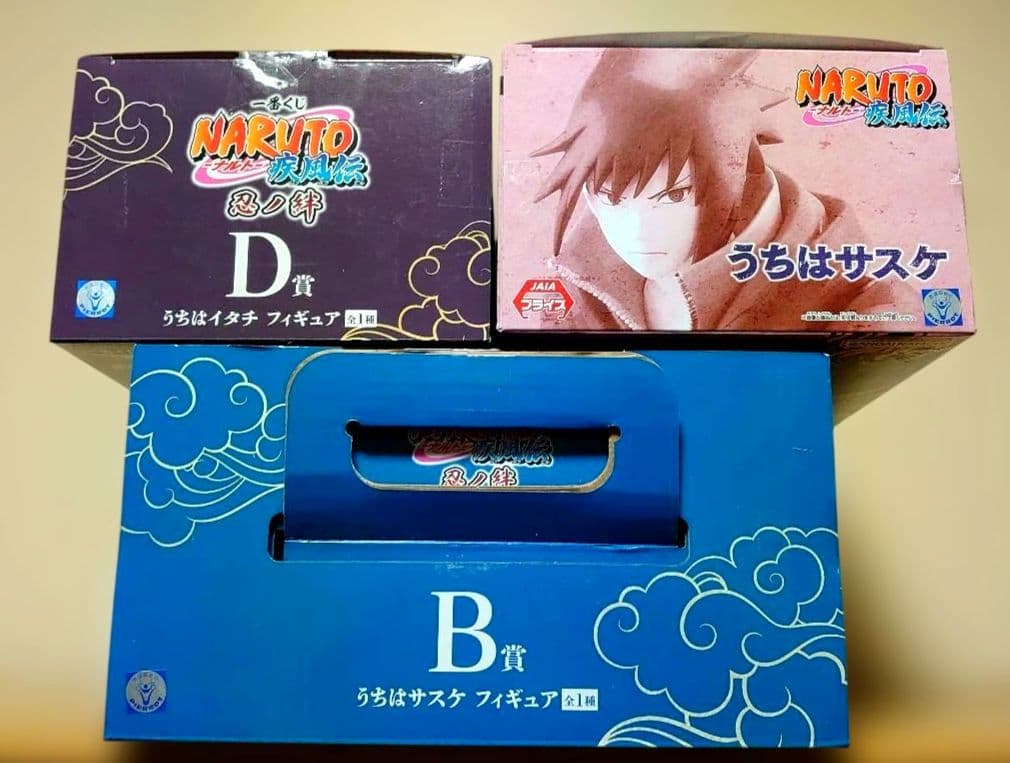 一番くじ
NARUTO
-ナルト-
疾風伝
忍ノ絆
D賞
うちはイタチ フィギュア 全1種
PIERROT
NARUTO
-ナルト-
疾風伝
うちはサスケ
JAIA
プライズ
疾風伝
忍ノ絆
B賞
うちはサスケ フィギュア 全1種
PIERROT